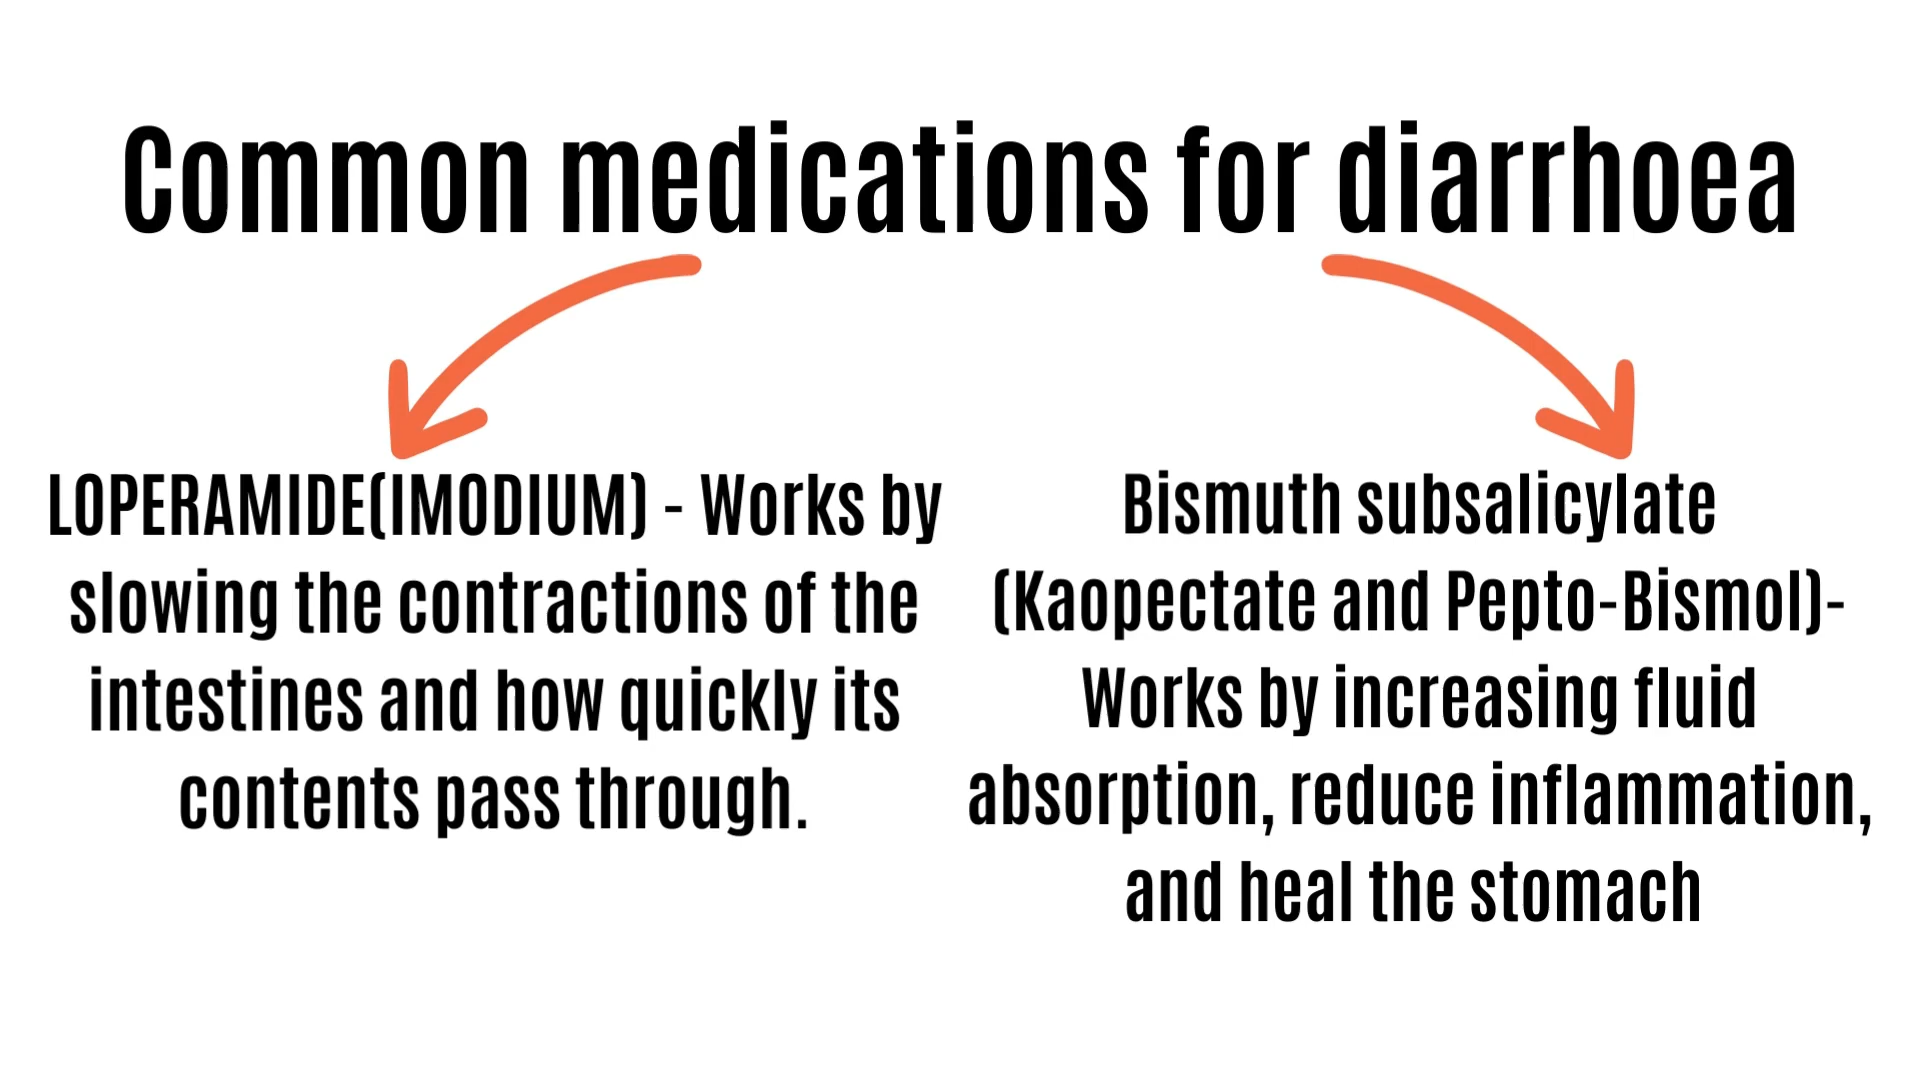 Common medications for diarrhoea
LOPERAMIDE(IMODIUM) - Works by
slowing the contractions of the
intestines and how quickly its
contents pass through.
Bismuth subsalicylate
(Kaopectate and Pepto-Bismol)-
Works by increasing fluid
absorption, reduce inflammation,
and heal the stomach